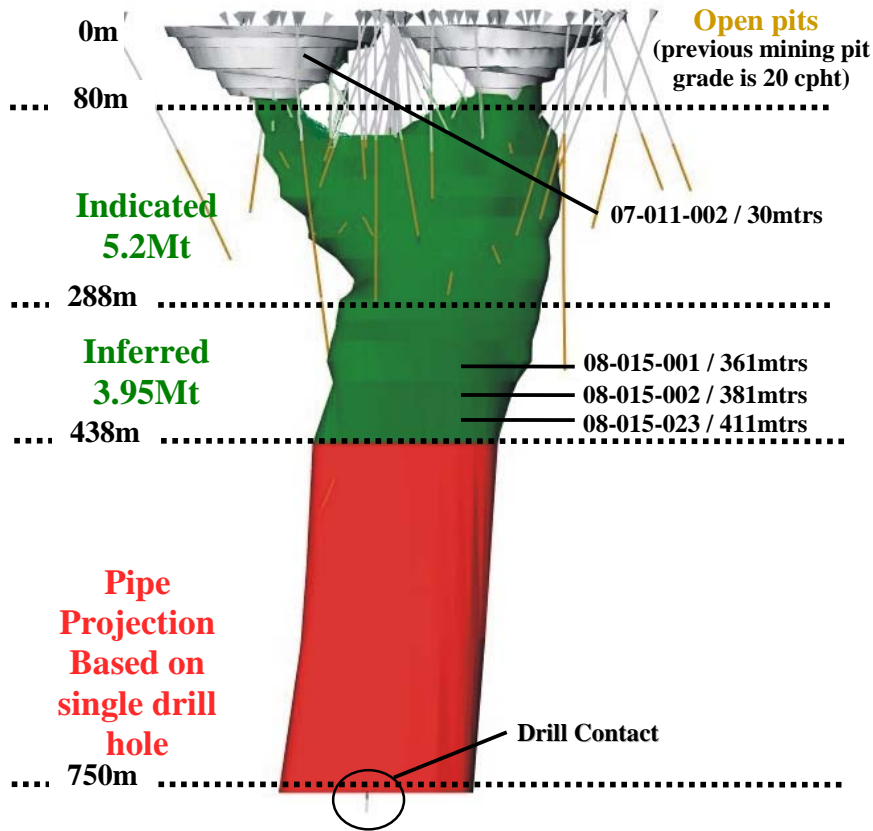 0m
Open pits
(previous mining pit
grade is 20 cpht)
80m
Indicated
5.2Mt
07-011-002 / 30mtrs
288m
Inferred
3.95Mt
08-015-001 / 361mtrs
08-015-002 / 381mtrs
08-015-023 / 411mtrs
438m
Pipe
Projection
Based on
single drill
hole
Drill Contact
750m